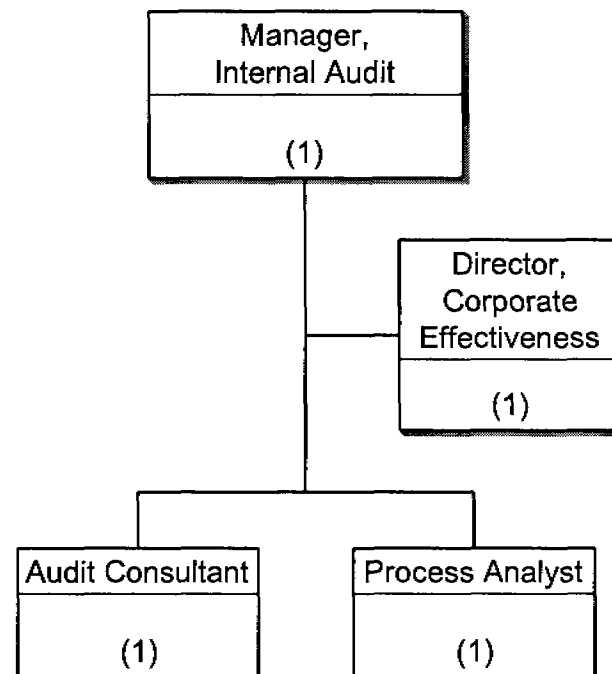 Manager,
Internal Audit
(1)
Director,
Corporate
Effectiveness
(1)
Audit Consultant
(1)
Process Analyst
(1)